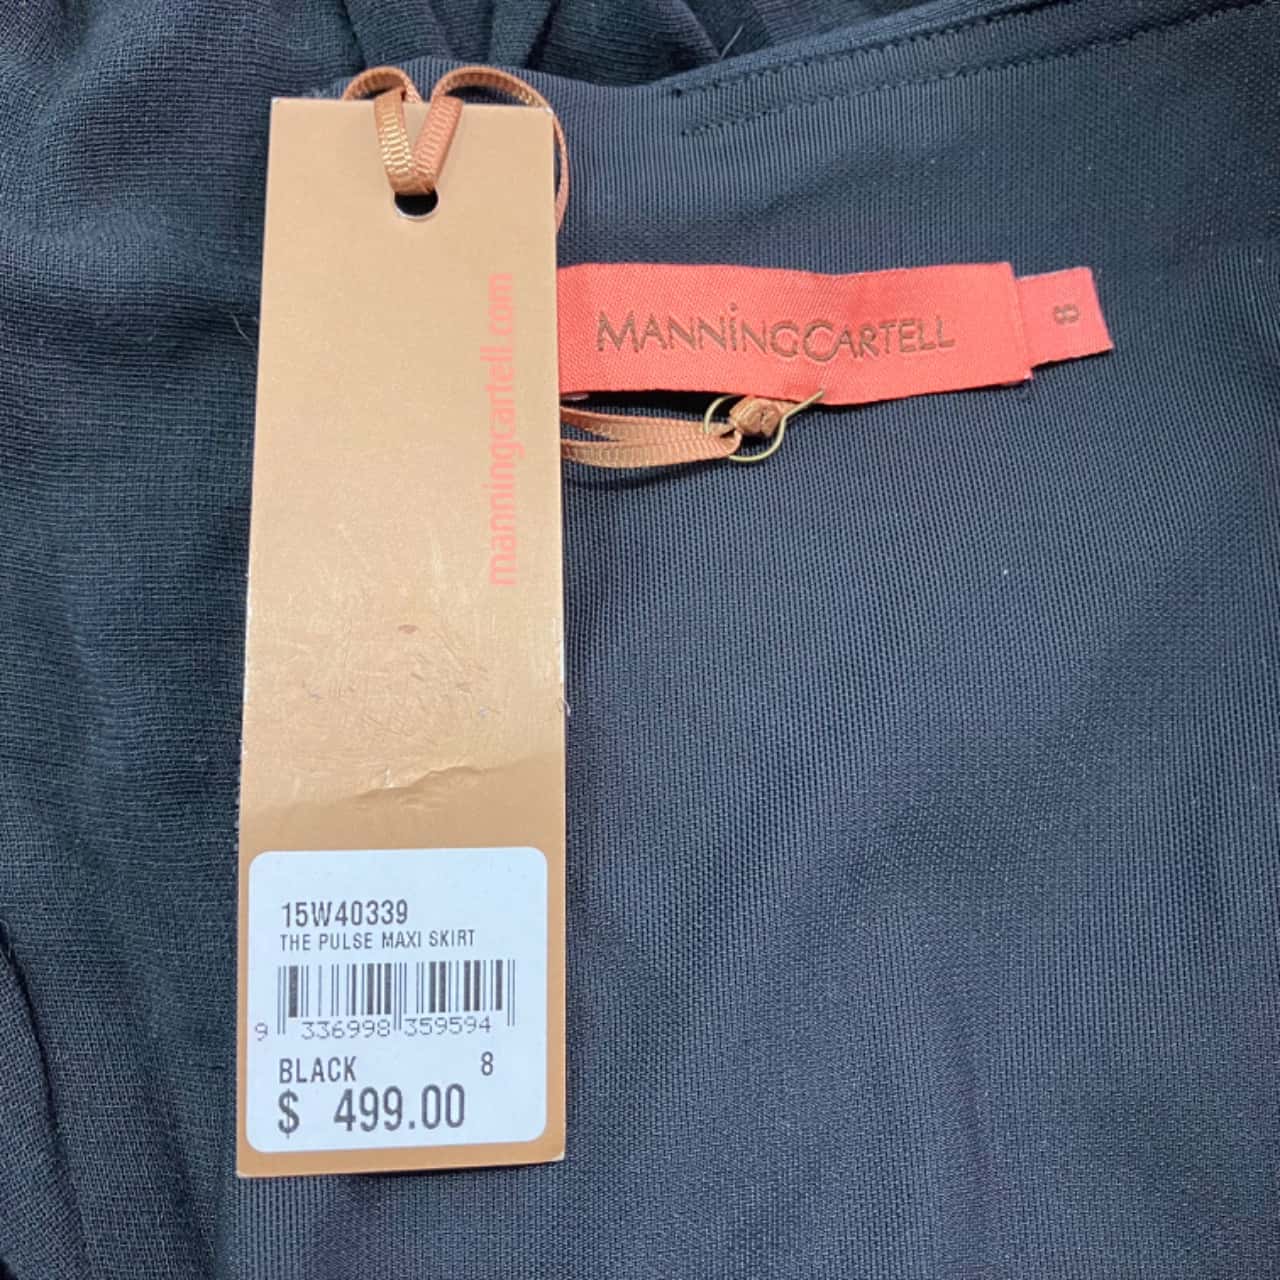 manningcartell.com
MANNiNGCARTELL
8
15W40339
THE PULSE MAXI SKIRT
9 336998 359594
BLACK 8
$ 499.00